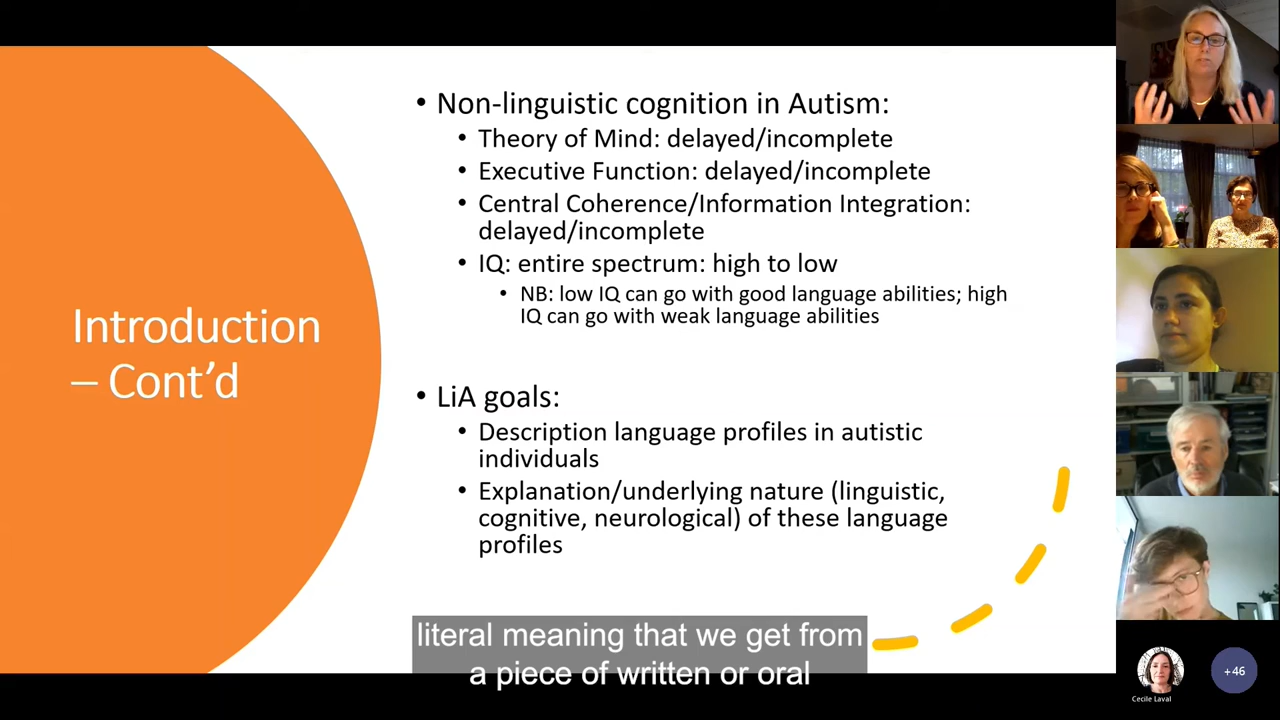 Introduction
– Cont’d
• Non-linguistic cognition in Autism:
• Theory of Mind: delayed/incomplete
• Executive Function: delayed/incomplete
• Central Coherence/Information Integration:
delayed/incomplete
• IQ: entire spectrum: high to low
• NB: low IQ can go with good language abilities; high
IQ can go with weak language abilities
• LiA goals:
• Description language profiles in autistic
individuals
• Explanation/underlying nature (linguistic,
cognitive, neurological) of these language
profiles
literal meaning that we get from
a piece of written or oral
Cecile Laval
+46